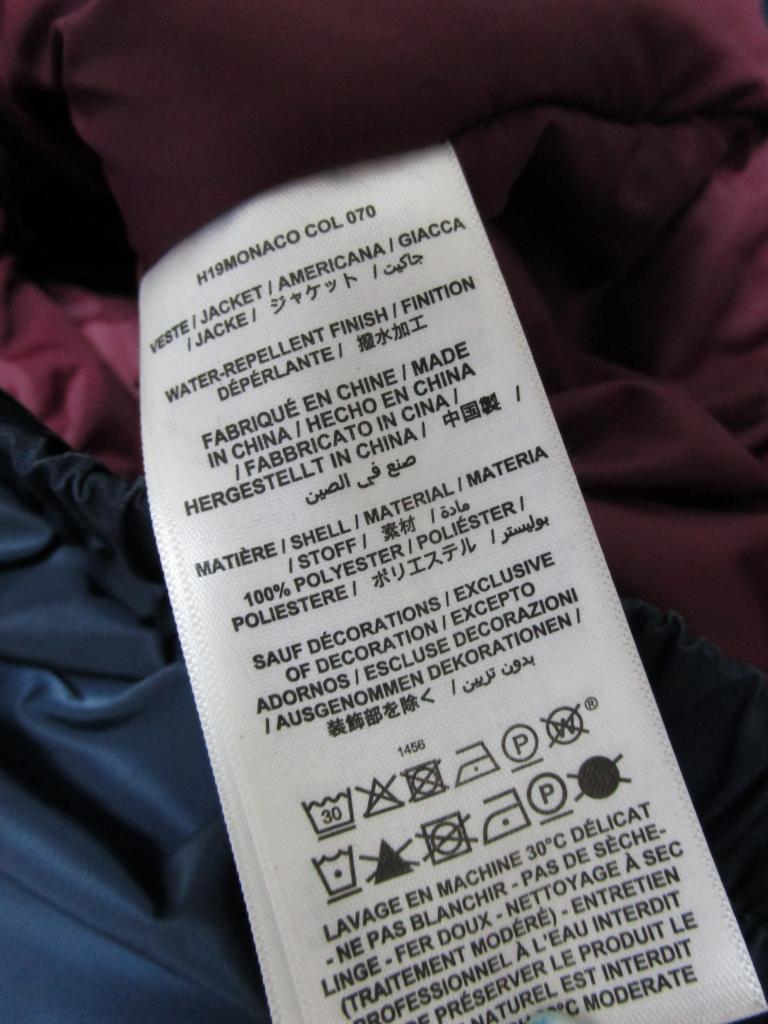 H19MONACO COL 070
VESTE / JACKET / AMERICANA / GIACCA
/ JACKE / ジャケット / جاكيت
WATER-REPELLENT FINISH / FINITION
DÉPERLANTE / 撥水加工
FABRIQUÉ EN CHINE / MADE
IN CHINA / HECHO EN CHINA
/ FABBRICATO IN CINA /
HERGESTELLT IN CHINA / 中国製 /
صنع في الصين
MATIÈRE / SHELL / MATERIAL / MATERIA
/ STOFF / 素材 / مادة
100% POLYESTER / POLIÉSTER /
POLIESTERE / ポリエステル / بوليستر
SAUF DÉCORATIONS / EXCLUSIVE
OF DECORATION / EXCEPTO
ADORNOS / ESCLUSE DECORAZIONI
/ AUSGENOMMEN DEKORATIONEN /
装飾部を除く / بدون تزيين
1456
30 P W ®
P
LAVAGE EN MACHINE 30°C DÉLICAT
- NE PAS BLANCHIR - PAS DE SÈCHE-
LINGE - FER DOUX - NETTOYAGE À SEC
(TRAITEMENT MODÉRÉ) - ENTRETIEN
PROFESSIONNEL À L'EAU INTERDIT
DE PRÉSERVER LE PRODUIT LE
NATUREL EST INTERDIT
°C MODERATE